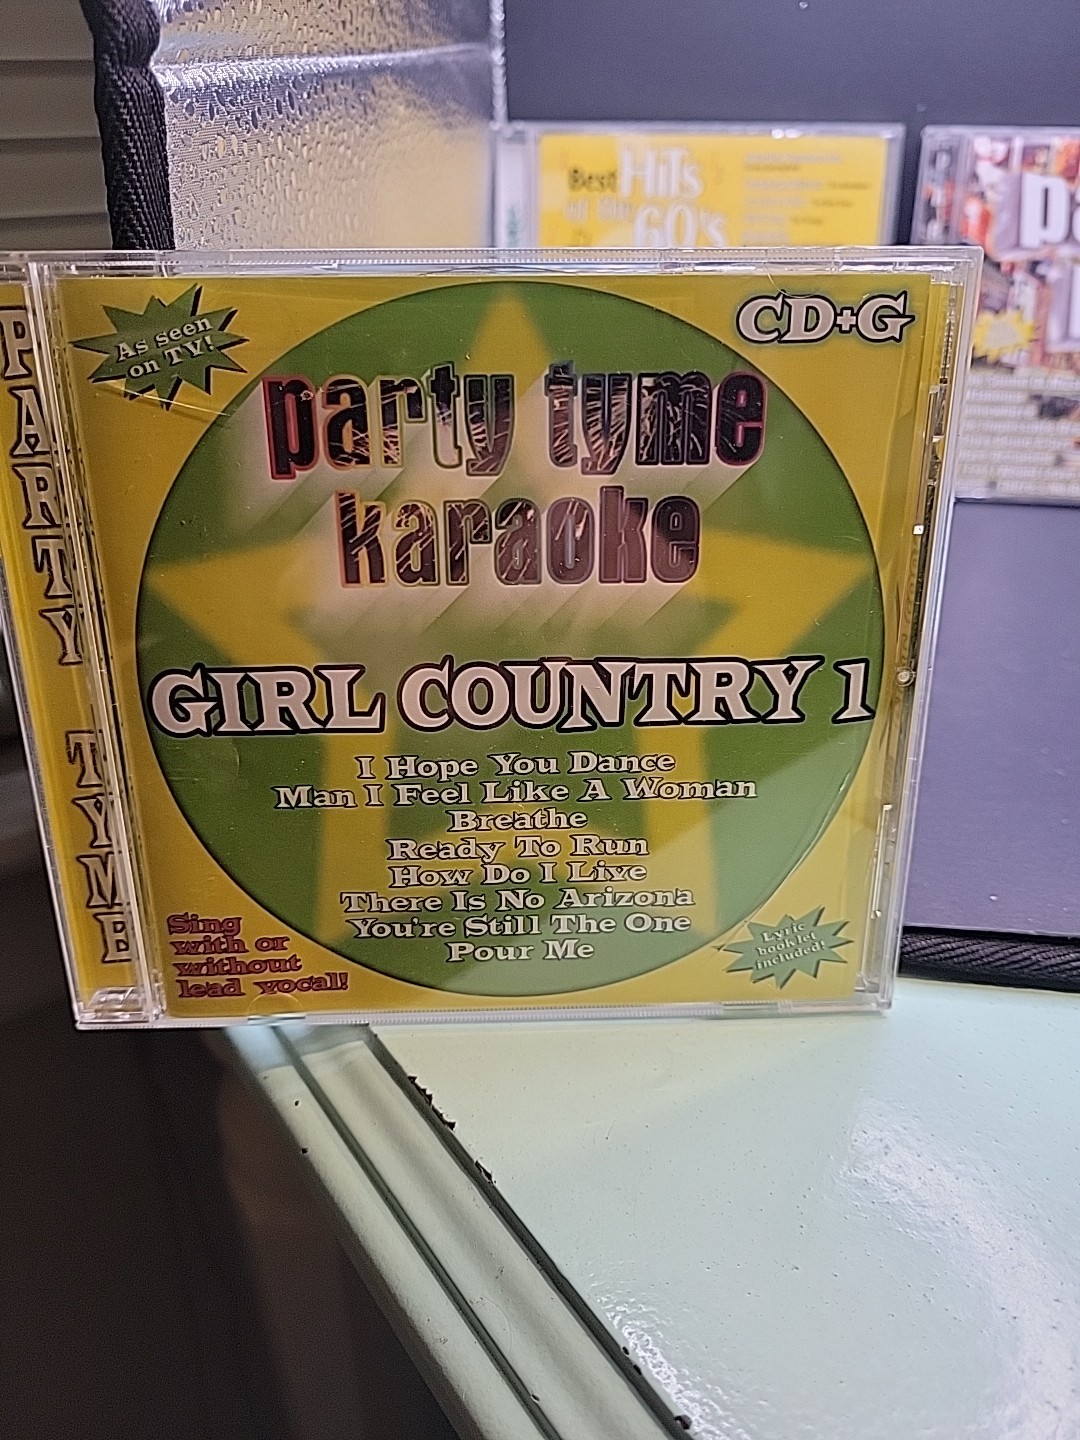 Best HiTs
of the 60's
PARTY TYME
As seen
on TV!
CD+G
party tyme
karaoke
GIRL COUNTRY 1
I Hope You Dance
Man I Feel Like A Woman
Breathe
Ready To Run
How Do I Live
There Is No Arizona
You're Still The One
Pour Me
Sing
with or
without
lead vocal!
Lyric
booklet
included!